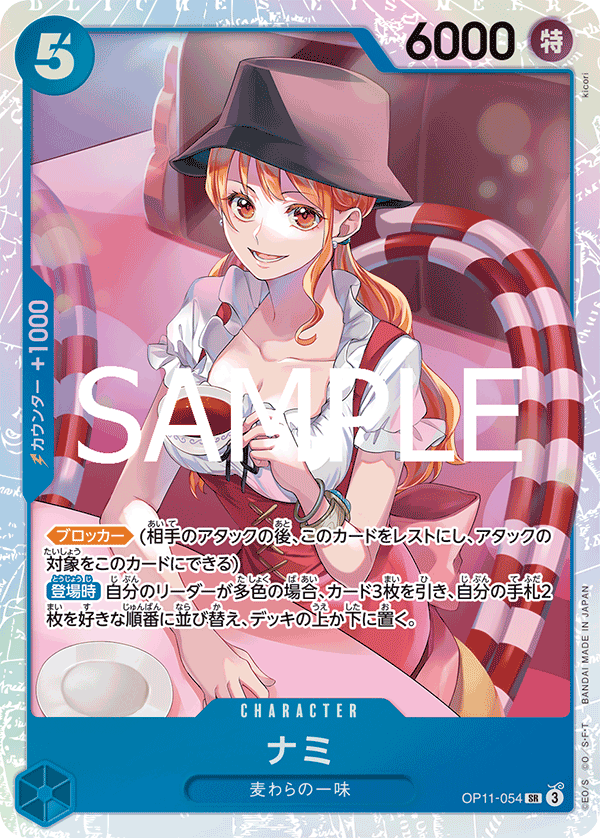 DLICHES EISMEER
5
6000 特
kicori
カウンター +1000
SAMPLE
ブロッカー (相手のアタックの後、このカードをレストにし、アタックの
対象をこのカードにできる)
登場時 自分のリーダーが多色の場合、カード3枚を引き、自分の手札2
枚を好きな順番に並び替え、デッキの上か下に置く。
CHARACTER
ナミ
麦わらの一味
OP11-054 SR 3
©E.O/S ©O/S・F・T BANDAI MADE IN JAPAN